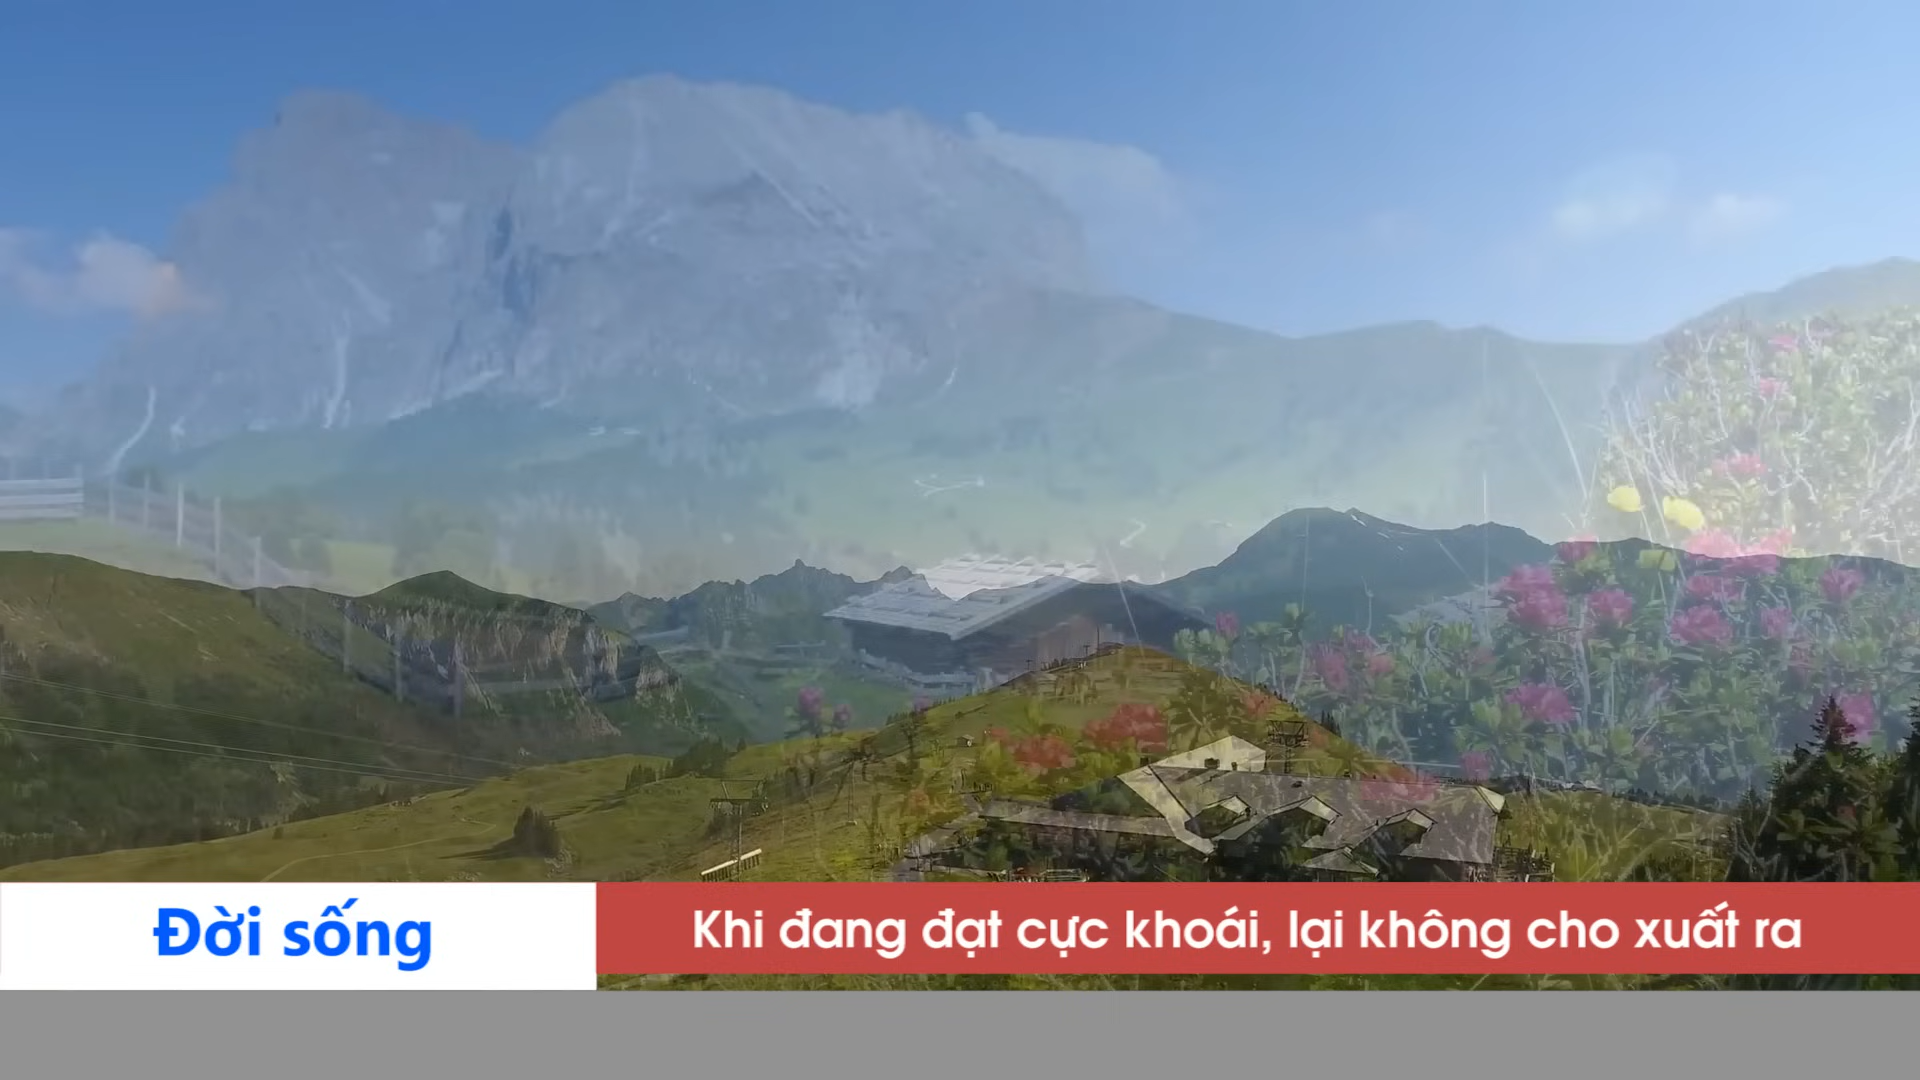 Đời sống
Khi đang đạt cực khoái, lại không cho xuất ra